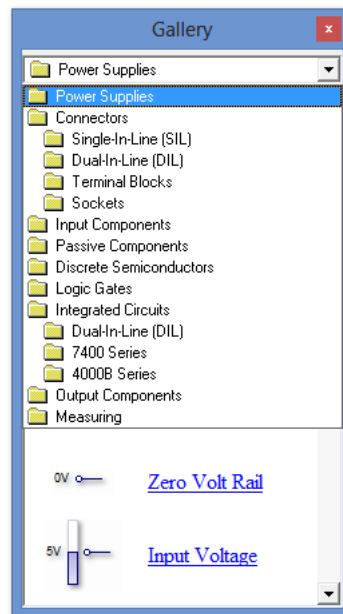 Gallery
x
Power Supplies
Power Supplies
Connectors
Single-In-Line (SIL)
Dual-In-Line (DIL)
Terminal Blocks
Sockets
Input Components
Passive Components
Discrete Semiconductors
Logic Gates
Integrated Circuits
Dual-In-Line (DIL)
7400 Series
4000B Series
Output Components
Measuring
0V Zero Volt Rail
5V Input Voltage